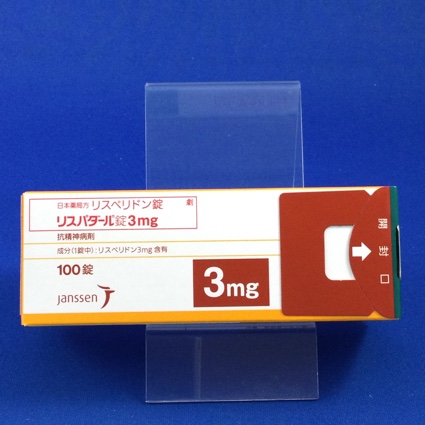 日本薬局方 リスペリドン錠
劇
リスパダール錠3mg
抗精神病剤
成分(1錠中):リスペリドン3mg含有
100錠
janssen
3mg
開封口